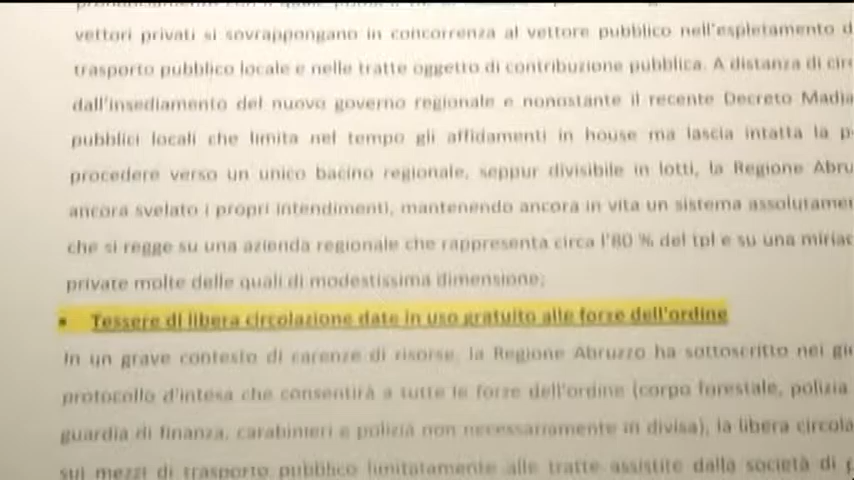 vettori privati si sovrappongano in concorrenza al vettore pubblico nell'espletamento d
trasporto pubblico locale e nelle tratte oggetto di contribuzione pubblica. A distanza di cir
dall'insediamento del nuovo governo regionale e nonostante il recente Decreto Madia
pubblici locali che limita nel tempo gli affidamenti in house ma lascia intatta la p
procedere verso un unico bacino regionale, seppur divisibile in lotti, la Regione Abru
ancora svelato i propri intendimenti, mantenendo ancora in vita un sistema assolutame
che si regge su una azienda regionale che rappresenta circa l'80 % del tpl e su una miria
private molte delle quali di modestissima dimensione;
▪ Tessere di libera circolazione date in uso gratuito alle forze dell'ordine
In un grave contesto di carenze di risorse, la Regione Abruzzo ha sottoscritto nei gi
protocollo d'intesa che consentirà a tutte le forze dell'ordine (corpo forestale, polizia
guardia di finanza, carabinieri e polizia non necessariamente in divisa), la libera circola
sui mezzi di trasporto pubblico limitatamente alle tratte assistite dalla società di